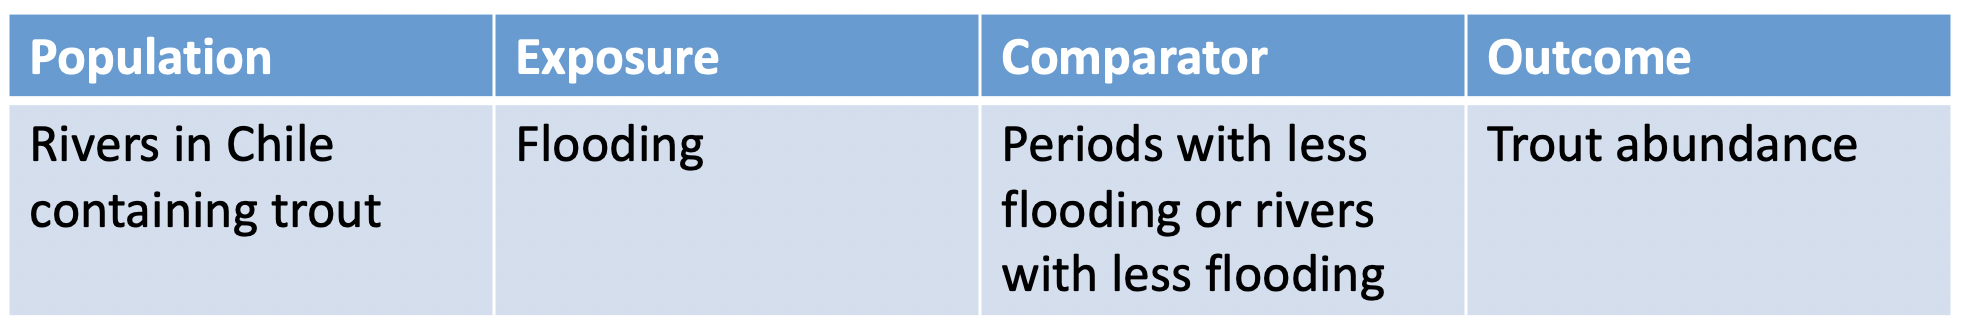 Population Exposure Comparator Outcome
Rivers in Chile
containing trout
Flooding
Periods with less
flooding or rivers
with less flooding
Trout abundance